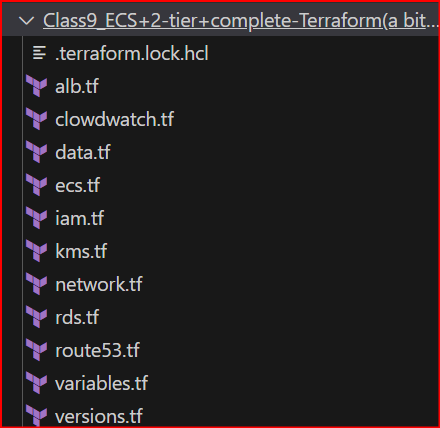 Class9_ECS+2-tier+complete-Terraform(a bit...
.terraform.lock.hcl
alb.tf
clowdwatch.tf
data.tf
ecs.tf
iam.tf
kms.tf
network.tf
rds.tf
route53.tf
variables.tf
versions.tf